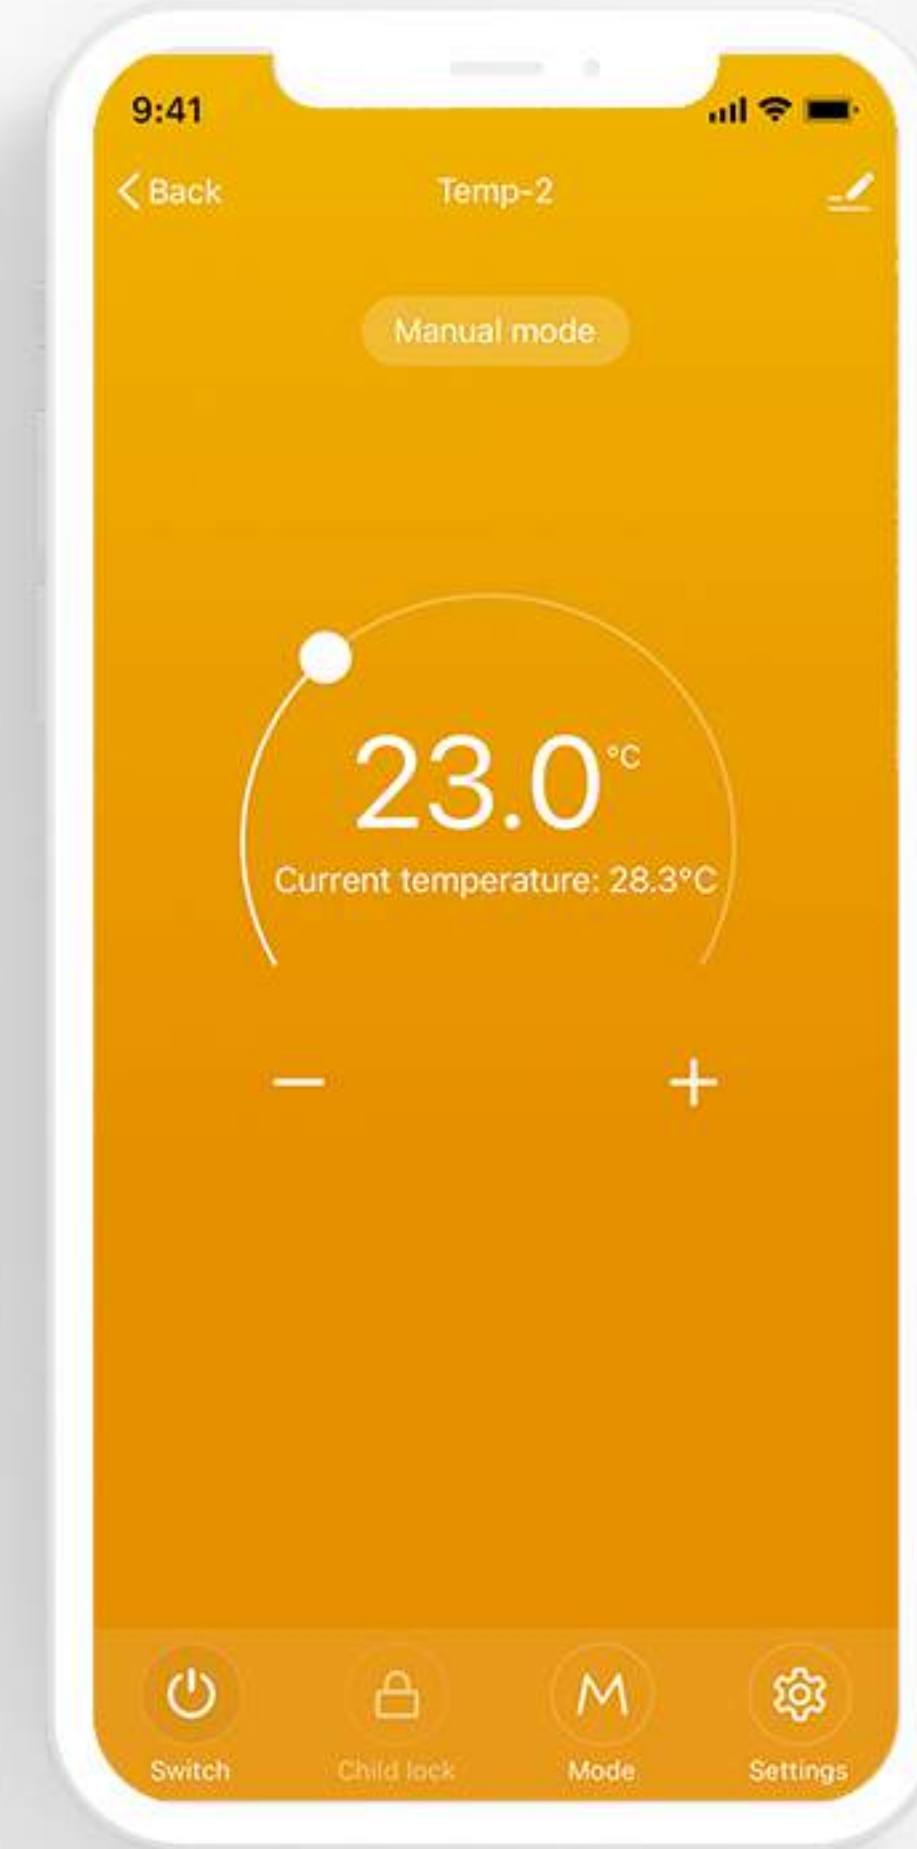 9:41
Back Temp-2
Manual mode
23.0°C
Current temperature: 28.3°C
Switch Child lock Mode Settings